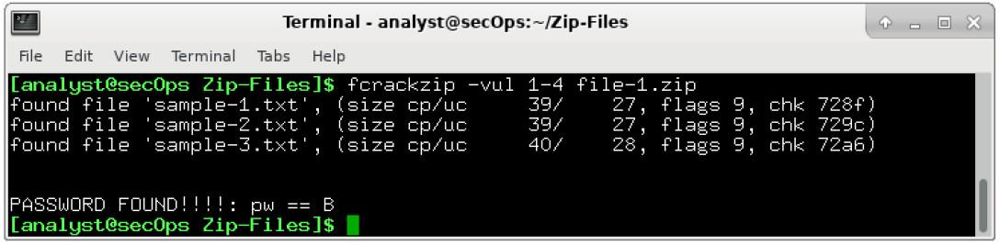 Terminal - analyst@secOps:~/Zip-Files
File Edit View Terminal Tabs Help
[analyst@secOps Zip-Files]$ fcrackzip -vul 1-4 file-1.zip
found file 'sample-1.txt', (size cp/uc     39/    27, flags 9, chk 728f)
found file 'sample-2.txt', (size cp/uc     39/    27, flags 9, chk 729c)
found file 'sample-3.txt', (size cp/uc     40/    28, flags 9, chk 72a6)
PASSWORD FOUND!!!!: pw == B
[analyst@secOps Zip-Files]$